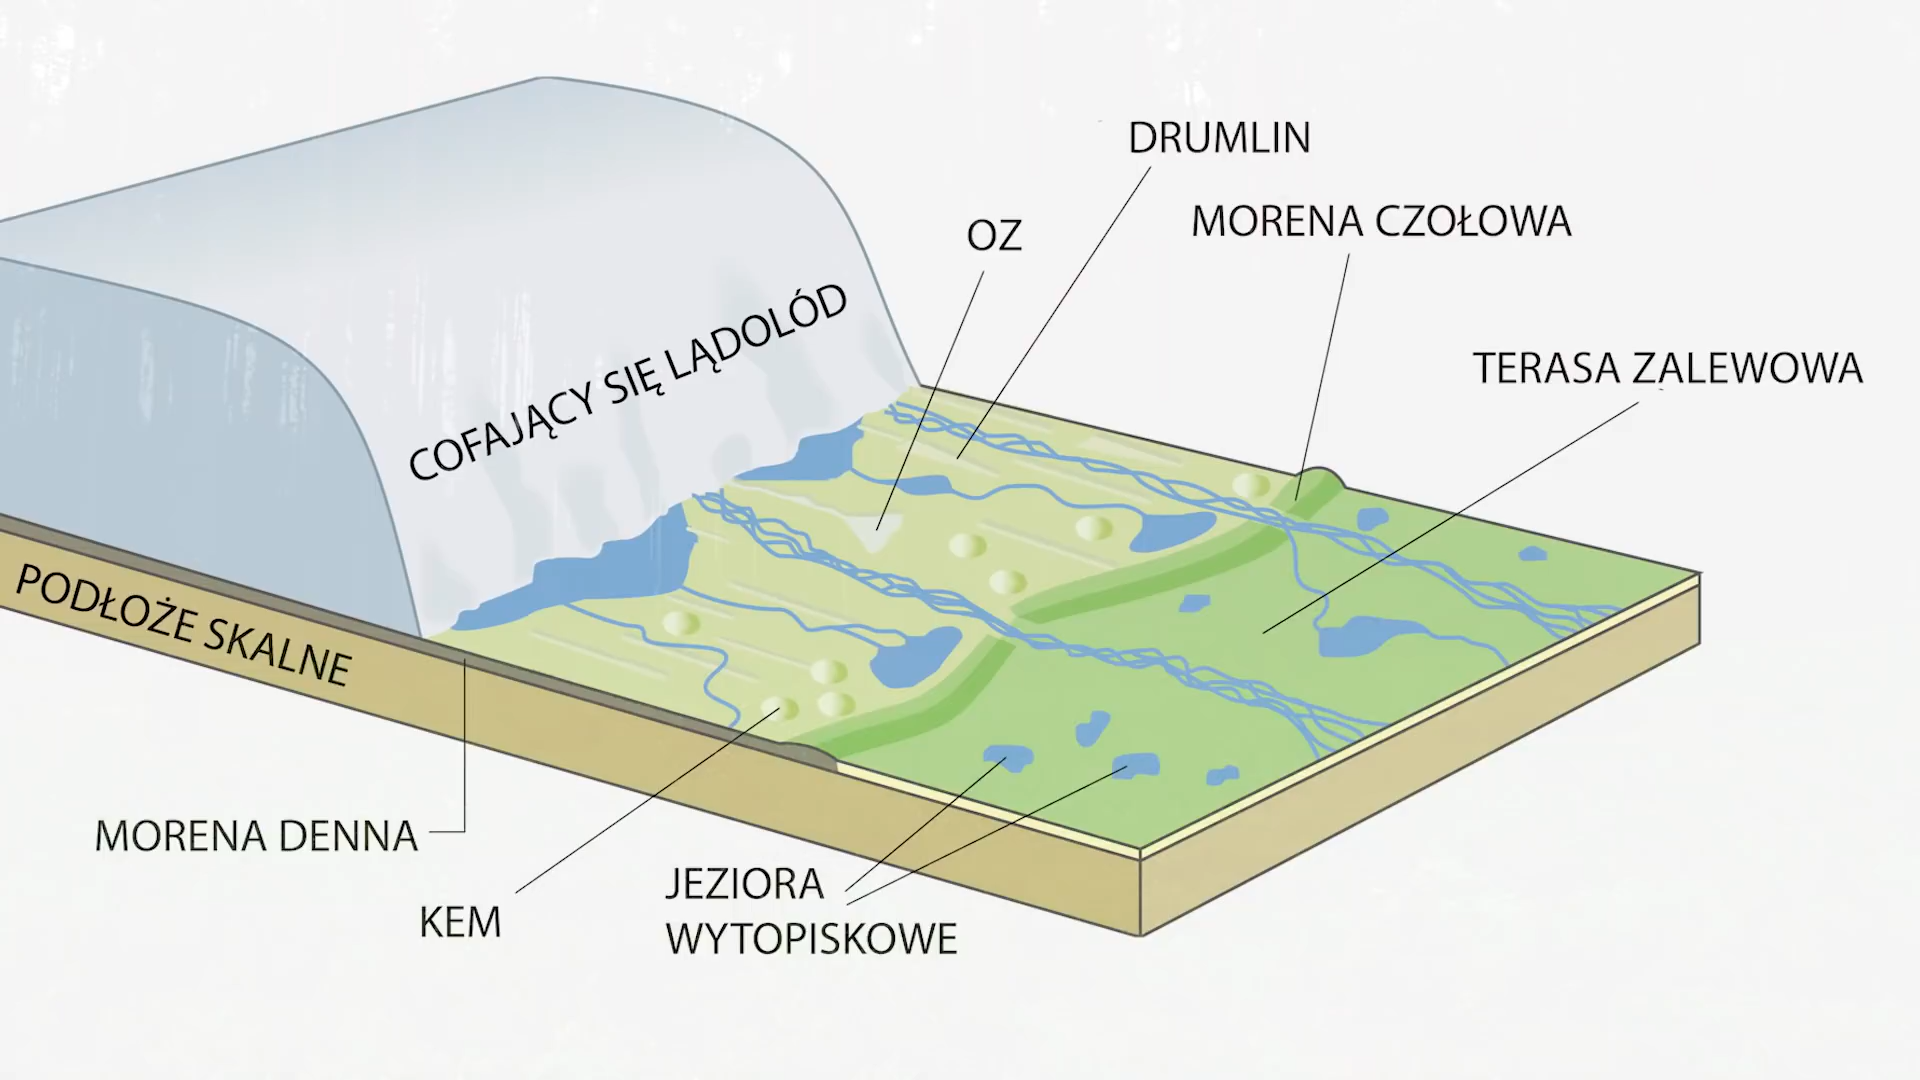 DRUMLIN
MORENA CZOŁOWA
OZ
COFAJĄCY SIĘ LĄDOLÓD
TERASA ZALEWOWA
PODŁOŻE SKALNE
MORENA DENNA
KEM
JEZIORA
WYTOPISKOWE